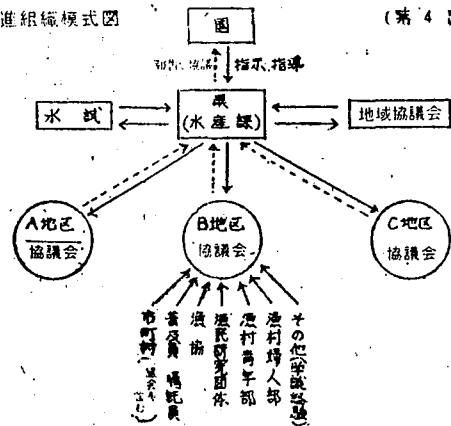 進組織模式図
(第4
國
協議
指示、指導
水試
県
(水産課)
地域協議会
A地区
協議会
B地区
協議会
C地区
協議会
市町村
普及員 嘱託員
漁協
漁民研究団体
漁村青年部
漁村婦人部
その他(学識経験)